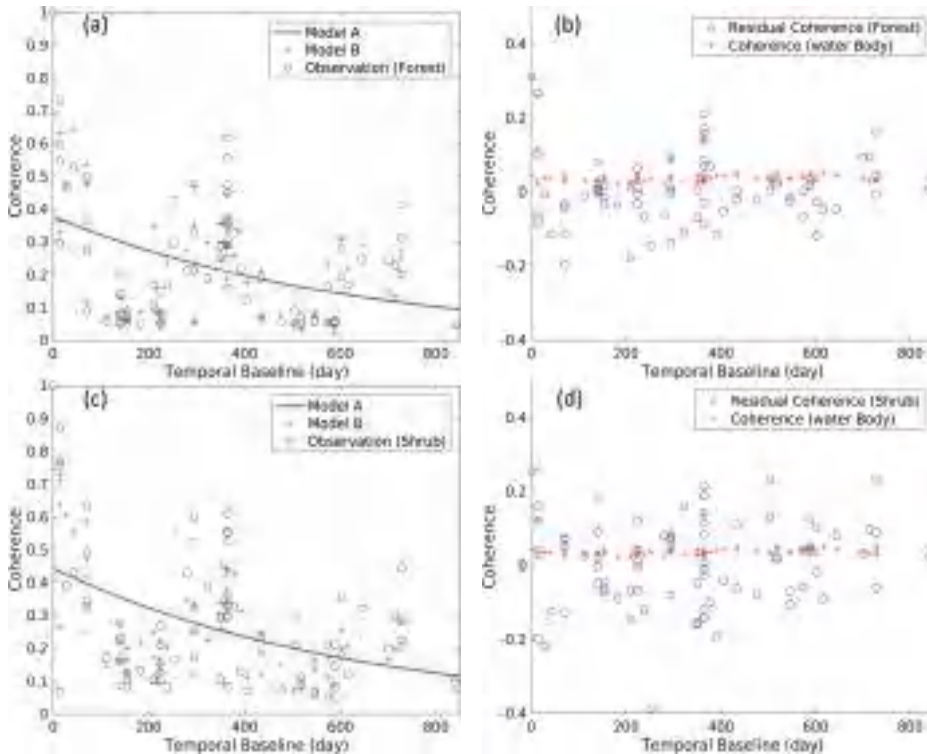 (a)
Model A
Model B
Observation (Forest)
1
0.9
0.8
0.7
0.6
0.5
0.4
0.3
0.2
0.1
0
Coherence
0 200 400 600 800
Temporal Baseline (day)
(b)
Residual Coherence (Forest)
Coherence (water Body)
0.4
0.2
0
-0.2
-0.4
Coherence
0 200 400 600 800
Temporal Baseline (day)
(c)
Model A
Model B
Observation (Shrub)
1
0.9
0.8
0.7
0.6
0.5
0.4
0.3
0.2
0.1
0
Coherence
0 200 400 600 800
Temporal Baseline (day)
(d)
Residual Coherence (Shrub)
Coherence (water Body)
0.4
0.2
0
-0.2
-0.4
Coherence
0 200 400 600 800
Temporal Baseline (day)